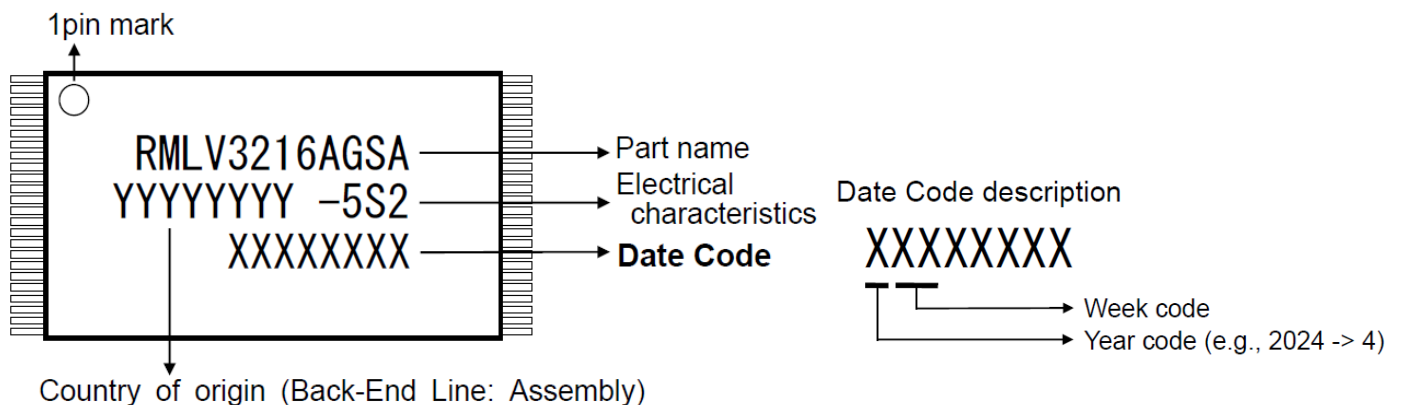 1pin mark
RMLV3216AGSA
Part name
YYYYYYYY -5S2
Electrical
characteristics
XXXXXXXX
Date Code
Country of origin (Back-End Line: Assembly)
Date Code description
XXXXXXXX
Week code
Year code (e.g., 2024 -> 4)